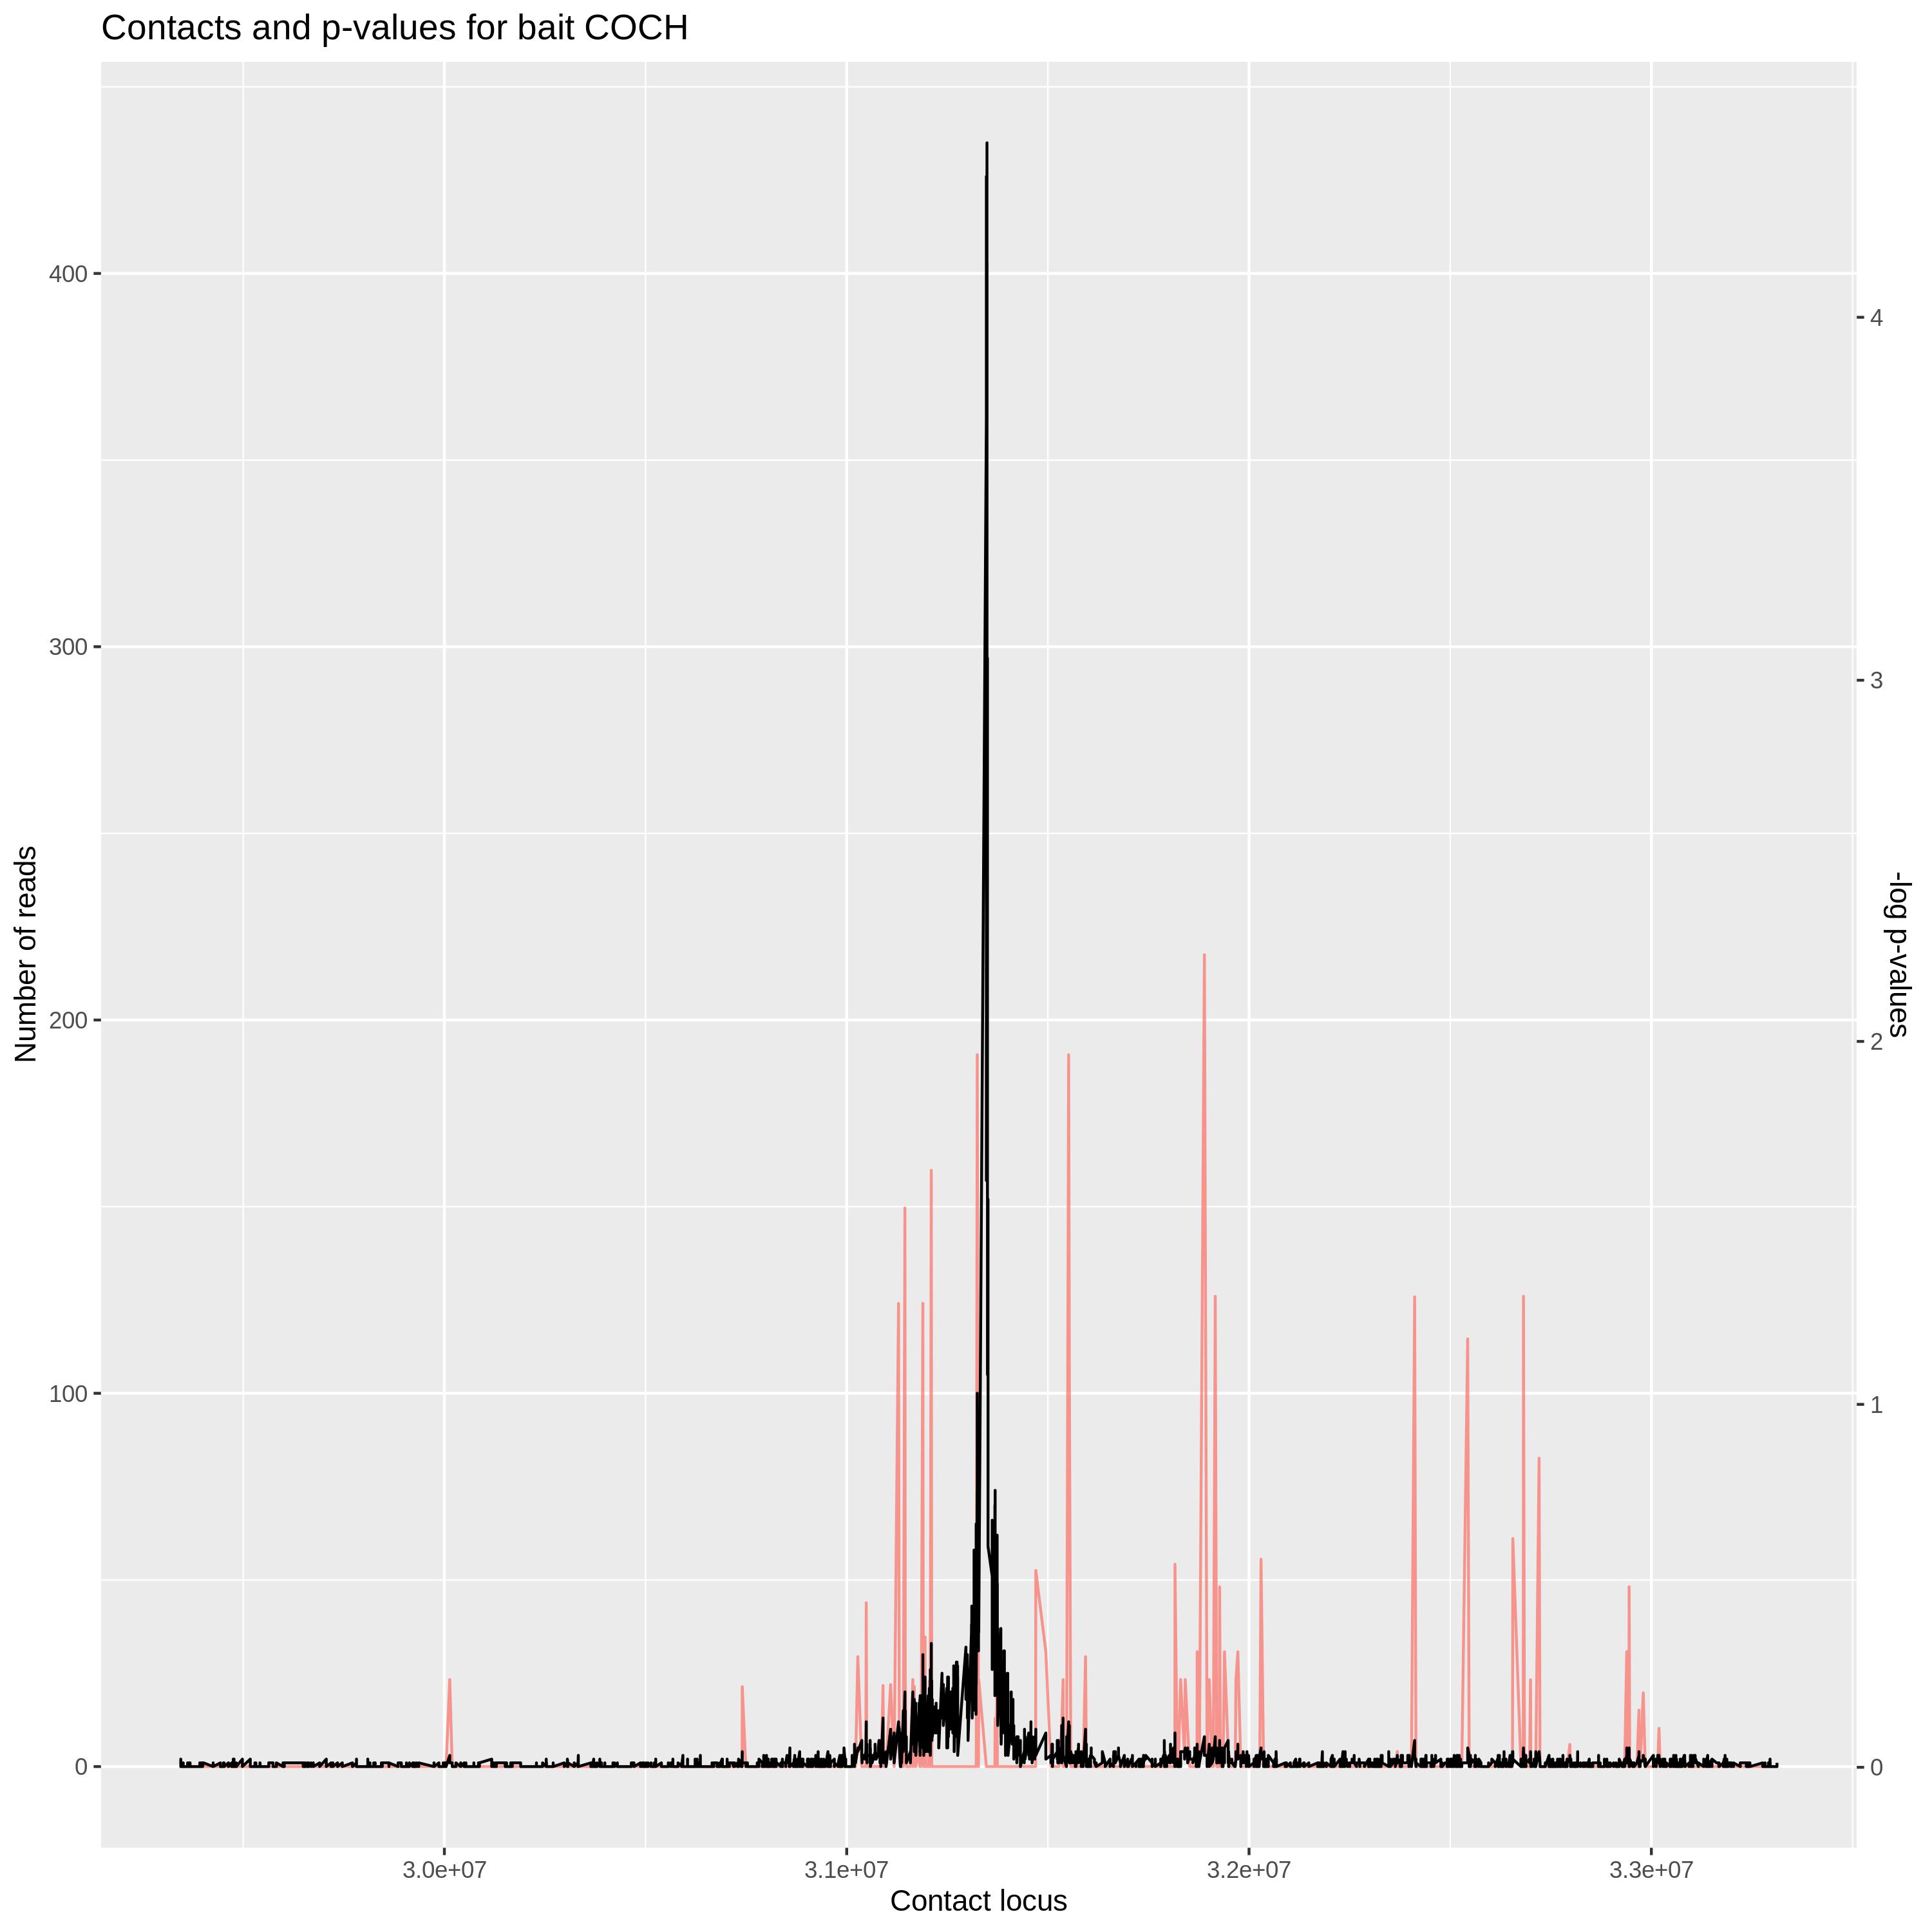 Contacts and p-values for bait COCH
400
300
200
100
0
Number of reads
4
3
2
1
0
-log p-values
3.0e+07
3.1e+07
3.2e+07
3.3e+07
Contact locus